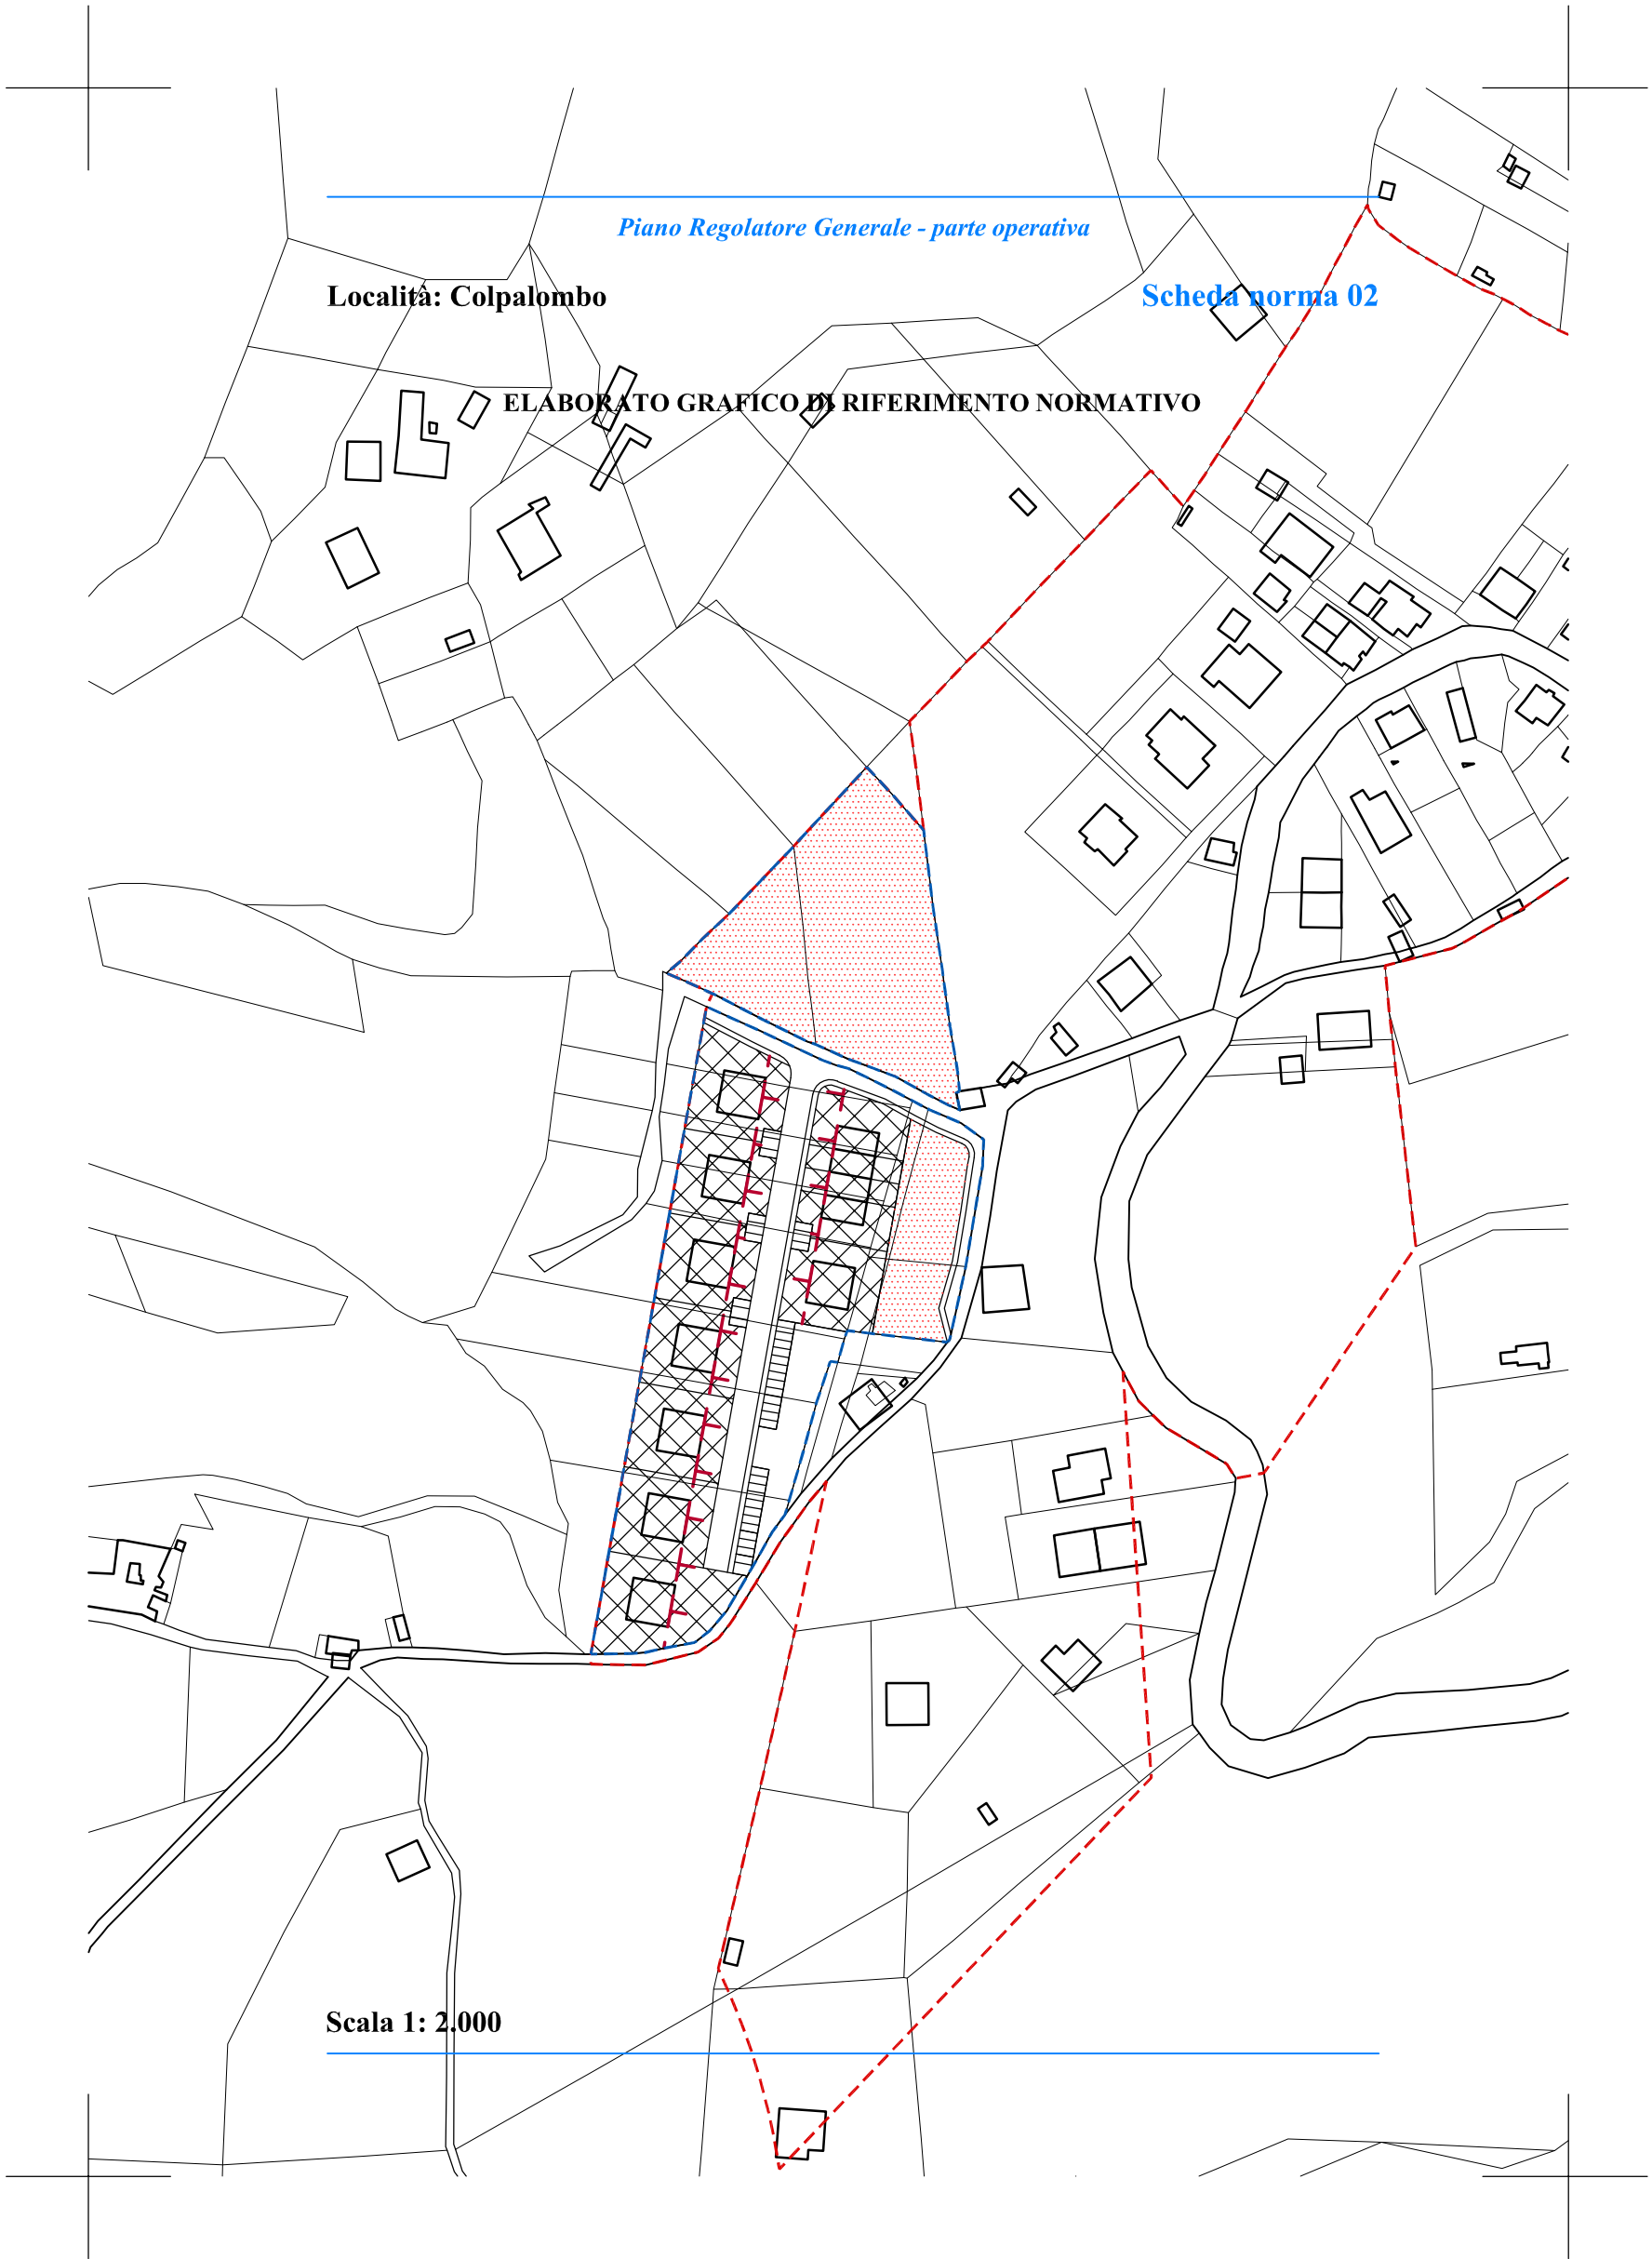 Piano Regolatore Generale - parte operativa
Località: Colpalombo
Scheda norma 02
ELABORATO GRAFICO DI RIFERIMENTO NORMATIVO
Scala 1: 2.000